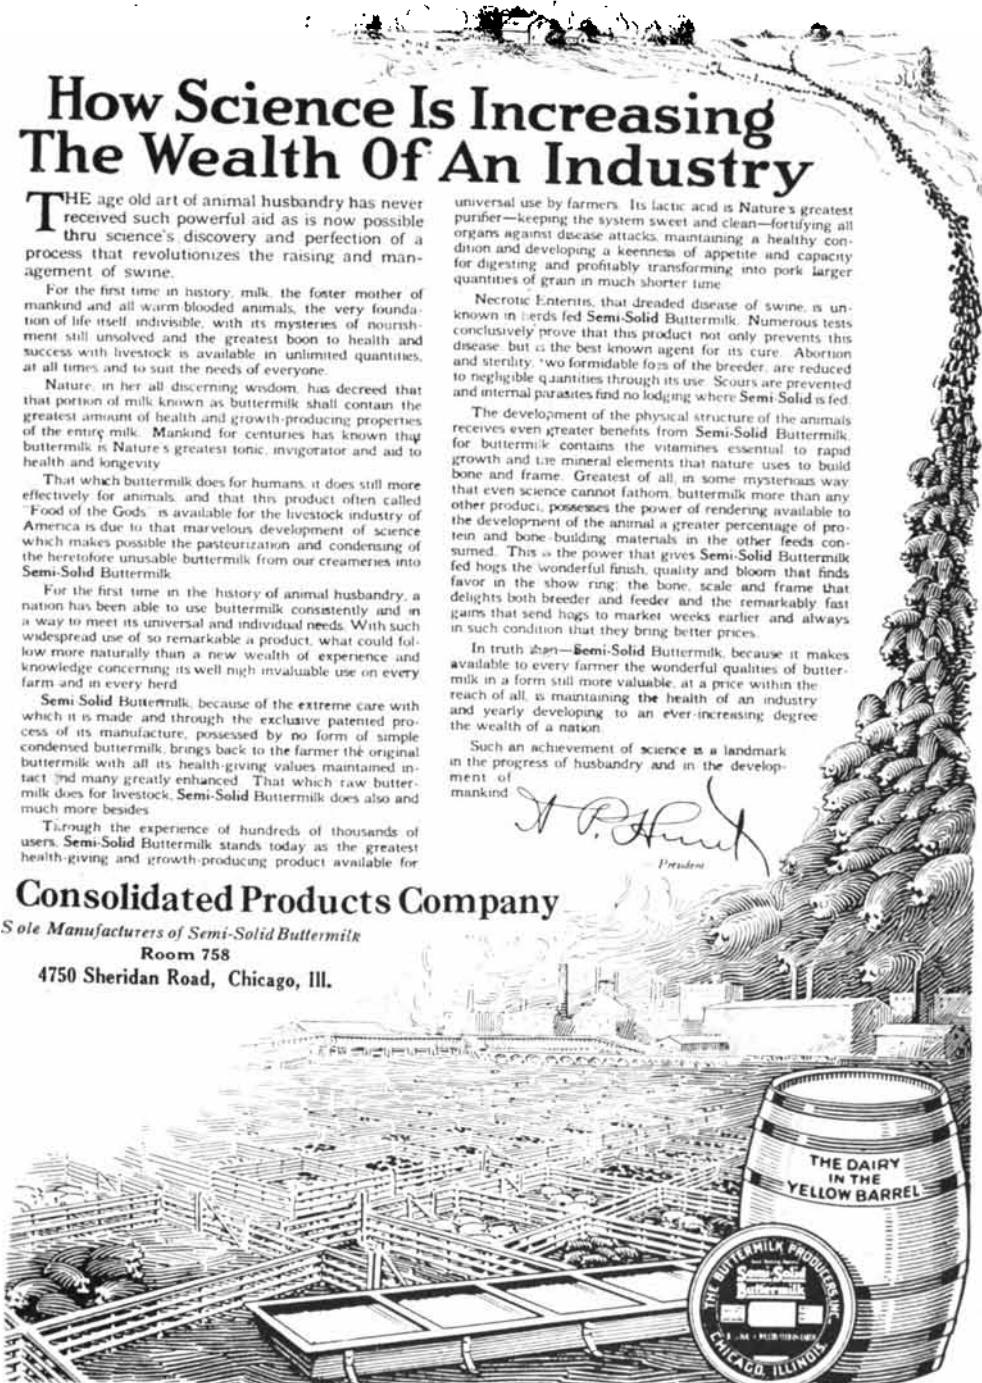 How Science Is Increasing
The Wealth Of An Industry
THE age old art of animal husbandry has never
received such powerful aid as is now possible
thru science's discovery and perfection of a
process that revolutionizes the raising and man-
agement of swine.
For the first time in history, milk, the foster mother of
mankind and all warm-blooded animals, the very founda-
tion of life itself, indivisible, with its mysteries of nourish-
ment still unsolved and the greatest boon to health and
success with livestock is available in unlimited quantities,
at all times and to suit the needs of everyone.
Nature, in her all discerning wisdom, has decreed that
that portion of milk known as buttermilk shall contain the
greatest amount of health and growth-producing properties
of the entire milk. Mankind for centuries has known that
buttermilk is Nature's greatest tonic, invigorator and aid to
health and longevity
That which buttermilk does for humans, it does still more
effectively for animals, and that this product often called
"Food of the Gods" is available for the livestock industry of
America is due to that marvelous development of science
which makes possible the pasteurization and condensing of
the heretofore unusable buttermilk from our creameries into
Semi-Solid Buttermilk
For the first time in the history of animal husbandry, a
nation has been able to use buttermilk consistently and in
a way to meet its universal and individual needs. With such
widespread use of so remarkable a product, what could fol-
low more naturally than a new wealth of experience and
knowledge concerning its well nigh invaluable use on every
farm and in every herd
Semi-Solid Buttermilk, because of the extreme care with
which it is made and through the exclusive patented pro-
cess of its manufacture, possessed by no form of simple
condensed buttermilk, brings back to the farmer the original
buttermilk with all its health-giving values maintained in-
tact and many greatly enhanced. That which raw butter-
milk does for livestock, Semi-Solid Buttermilk does also and
much more besides
Through the experience of hundreds of thousands of
users, Semi-Solid Buttermilk stands today as the greatest
health-giving and growth-producing product available for
universal use by farmers. Its lactic acid is Nature's greatest
purifier—keeping the system sweet and clean—fortifying all
organs against disease attacks, maintaining a healthy con-
dition and developing a keenness of appetite and capacity
for digesting and profitably transforming into pork larger
quantities of grain in much shorter time
Necrotic Enteritis, that dreaded disease of swine, is un-
known in herds fed Semi-Solid Buttermilk. Numerous tests
conclusively prove that this product not only prevents this
disease but is the best known agent for its cure. Abortion
and sterility, two formidable foes of the breeder, are reduced
to negligible quantities through its use. Scours are prevented
and internal parasites find no lodging where Semi-Solid is fed.
The development of the physical structure of the animals
receives even greater benefits from Semi-Solid Buttermilk,
for buttermilk contains the vitamines essential to rapid
growth and the mineral elements that nature uses to build
bone and frame. Greatest of all, in some mysterious way
that even science cannot fathom, buttermilk more than any
other product, possesses the power of rendering available to
the development of the animal a greater percentage of pro-
tein and bone-building materials in the other feeds con-
sumed. This is the power that gives Semi-Solid Buttermilk
fed hogs the wonderful finish, quality and bloom that finds
favor in the show ring; the bone, scale and frame that
delights both breeder and feeder and the remarkably fast
gains that send hogs to market weeks earlier and always
in such condition that they bring better prices.
In truth then—Semi-Solid Buttermilk, because it makes
available to every farmer the wonderful qualities of butter-
milk in a form still more valuable, at a price within the
reach of all, is maintaining the health of an industry
and yearly developing to an ever-increasing degree
the wealth of a nation.
Such an achievement of science is a landmark
in the progress of husbandry and in the develop-
ment of
mankind
President
Consolidated Products Company
Sole Manufacturers of Semi-Solid Buttermilk
Room 758
4750 Sheridan Road, Chicago, Ill.
THE DAIRY
IN THE
YELLOW BARREL
THE BUTTERMILK PRODUCERS, INC.
Semi-Solid
Buttermilk
CHICAGO, ILLINOIS.